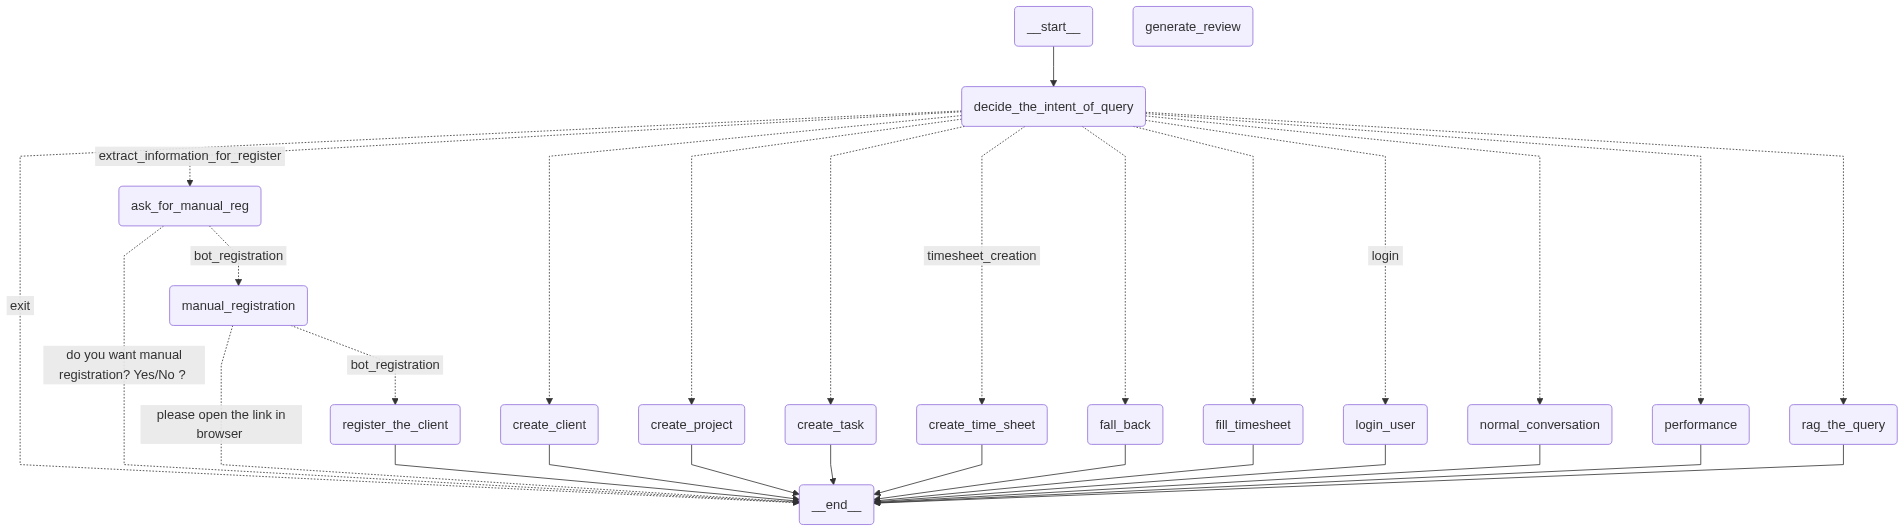 __start__
generate_review
decide_the_intent_of_query
extract_information_for_register
ask_for_manual_reg
bot_registration
timesheet_creation
login
exit
manual_registration
do you want manual
registration? Yes/No ?
bot_registration
please open the link in
browser
register_the_client
create_client
create_project
create_task
create_time_sheet
fall_back
fill_timesheet
login_user
normal_conversation
performance
rag_the_query
__end__